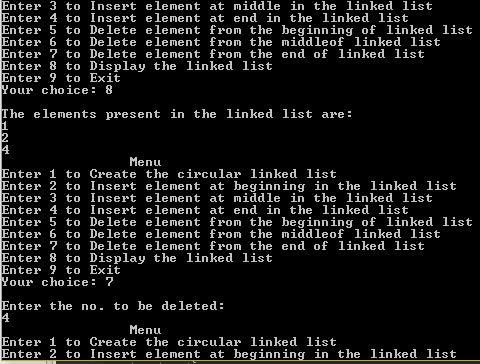 Enter 3 to Insert element at middle in the linked list
Enter 4 to Insert element at end in the linked list
Enter 5 to Delete element from the beginning of linked list
Enter 6 to Delete element from the middleof linked list
Enter 7 to Delete element from the end of linked list
Enter 8 to Display the linked list
Enter 9 to Exit
Your choice: 8
The elements present in the linked list are:
1
2
4
Menu
Enter 1 to Create the circular linked list
Enter 2 to Insert element at beginning in the linked list
Enter 3 to Insert element at middle in the linked list
Enter 4 to Insert element at end in the linked list
Enter 5 to Delete element from the beginning of linked list
Enter 6 to Delete element from the middleof linked list
Enter 7 to Delete element from the end of linked list
Enter 8 to Display the linked list
Enter 9 to Exit
Your choice: 7
Enter the no. to be deleted:
4
Menu
Enter 1 to Create the circular linked list
Enter 2 to Insert element at beginning in the linked list